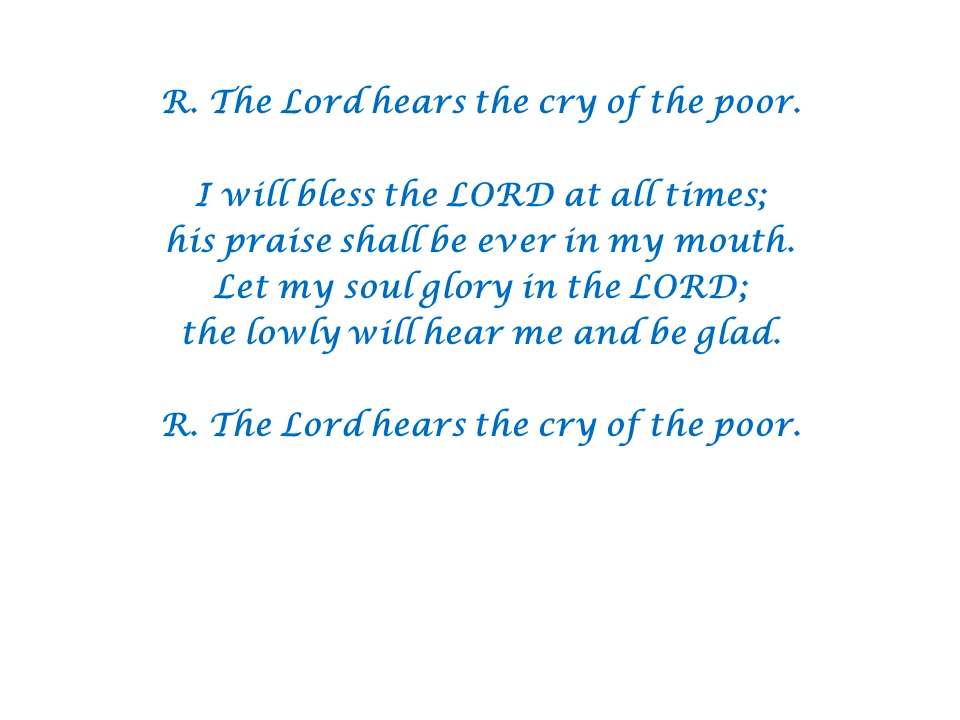 R. The Lord hears the cry of the poor.
I will bless the LORD at all times;
his praise shall be ever in my mouth.
Let my soul glory in the LORD;
the lowly will hear me and be glad.
R. The Lord hears the cry of the poor.